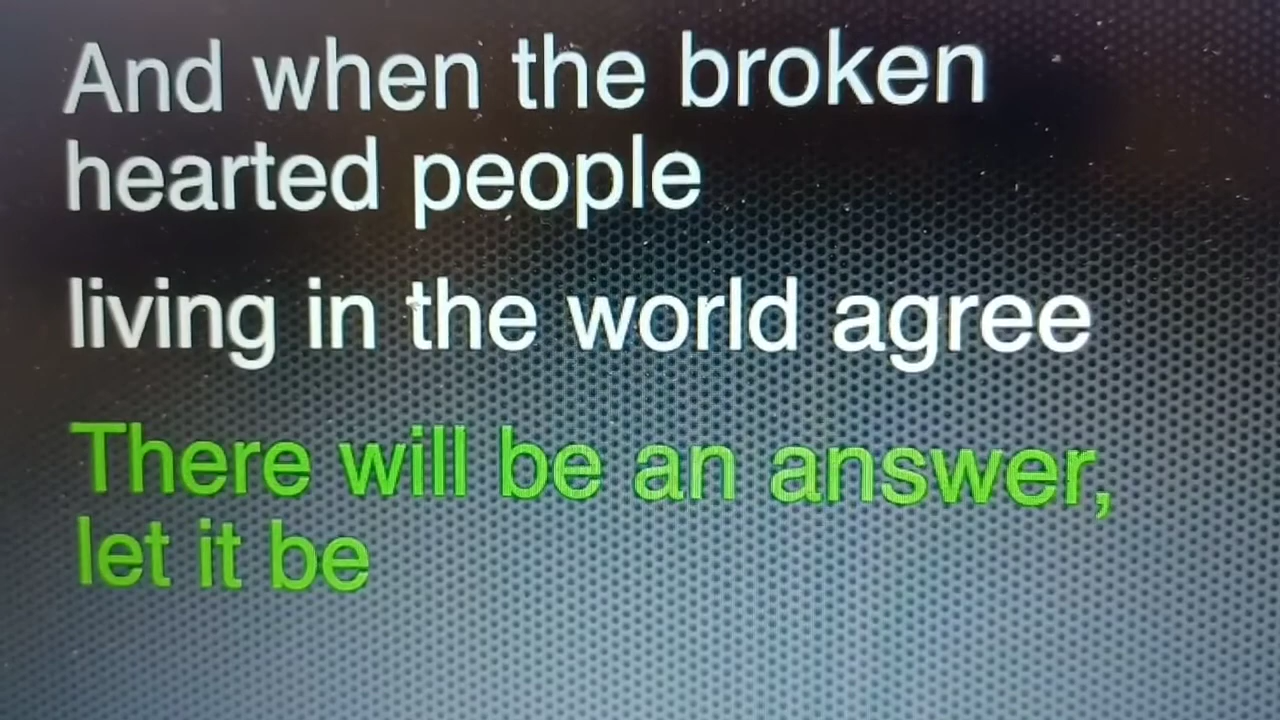 And when the broken
hearted people
living in the world agree
There will be an answer,
let it be